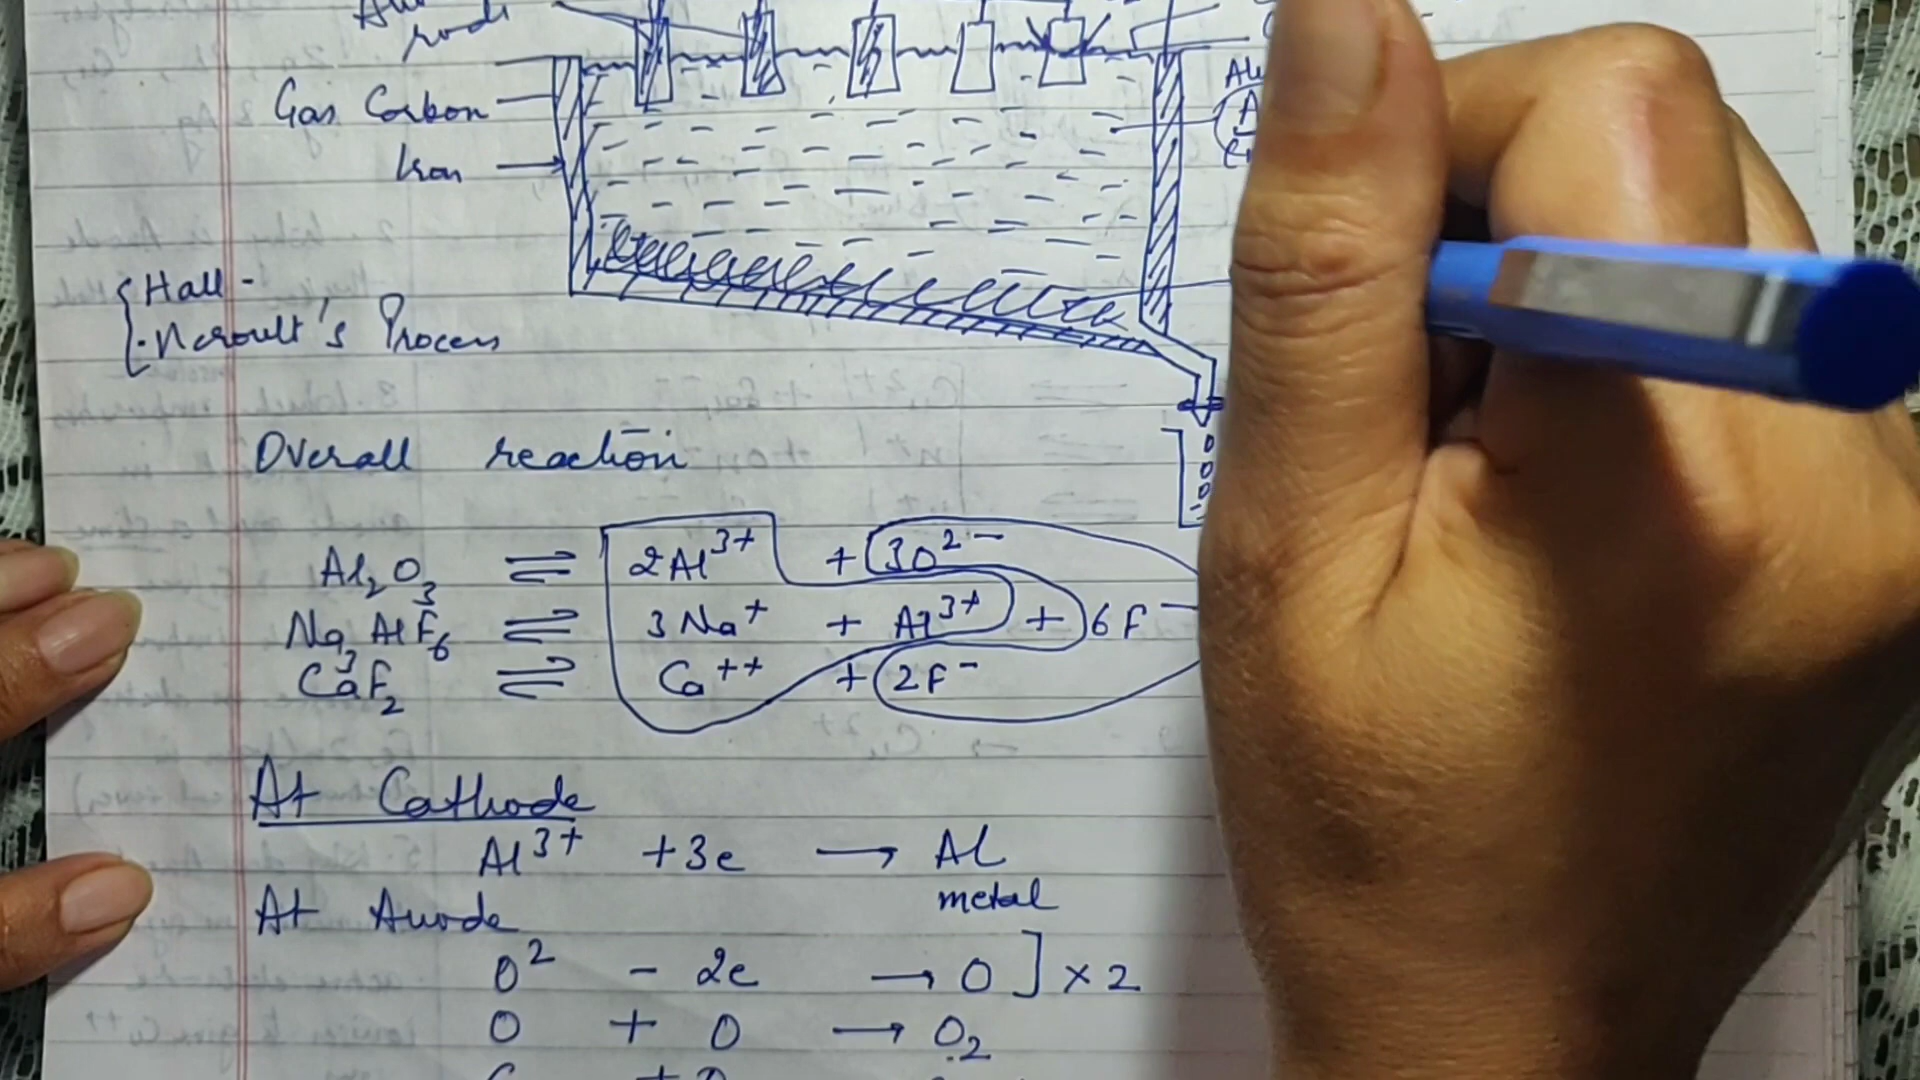 rods
Gas Carbon
Iron
Hall -
Heroult's Process
Overall reaction
Al₂O₃ ⇌ 2Al³⁺ + 3O²⁻
Na₃AlF₆ ⇌ 3Na⁺ + Al³⁺ + 6F⁻
CaF₂ ⇌ Ca⁺⁺ + 2F⁻
At Cathode
Al³⁺ + 3e → Al
metal
At Anode
O² - 2e → O ] × 2
O + O → O₂